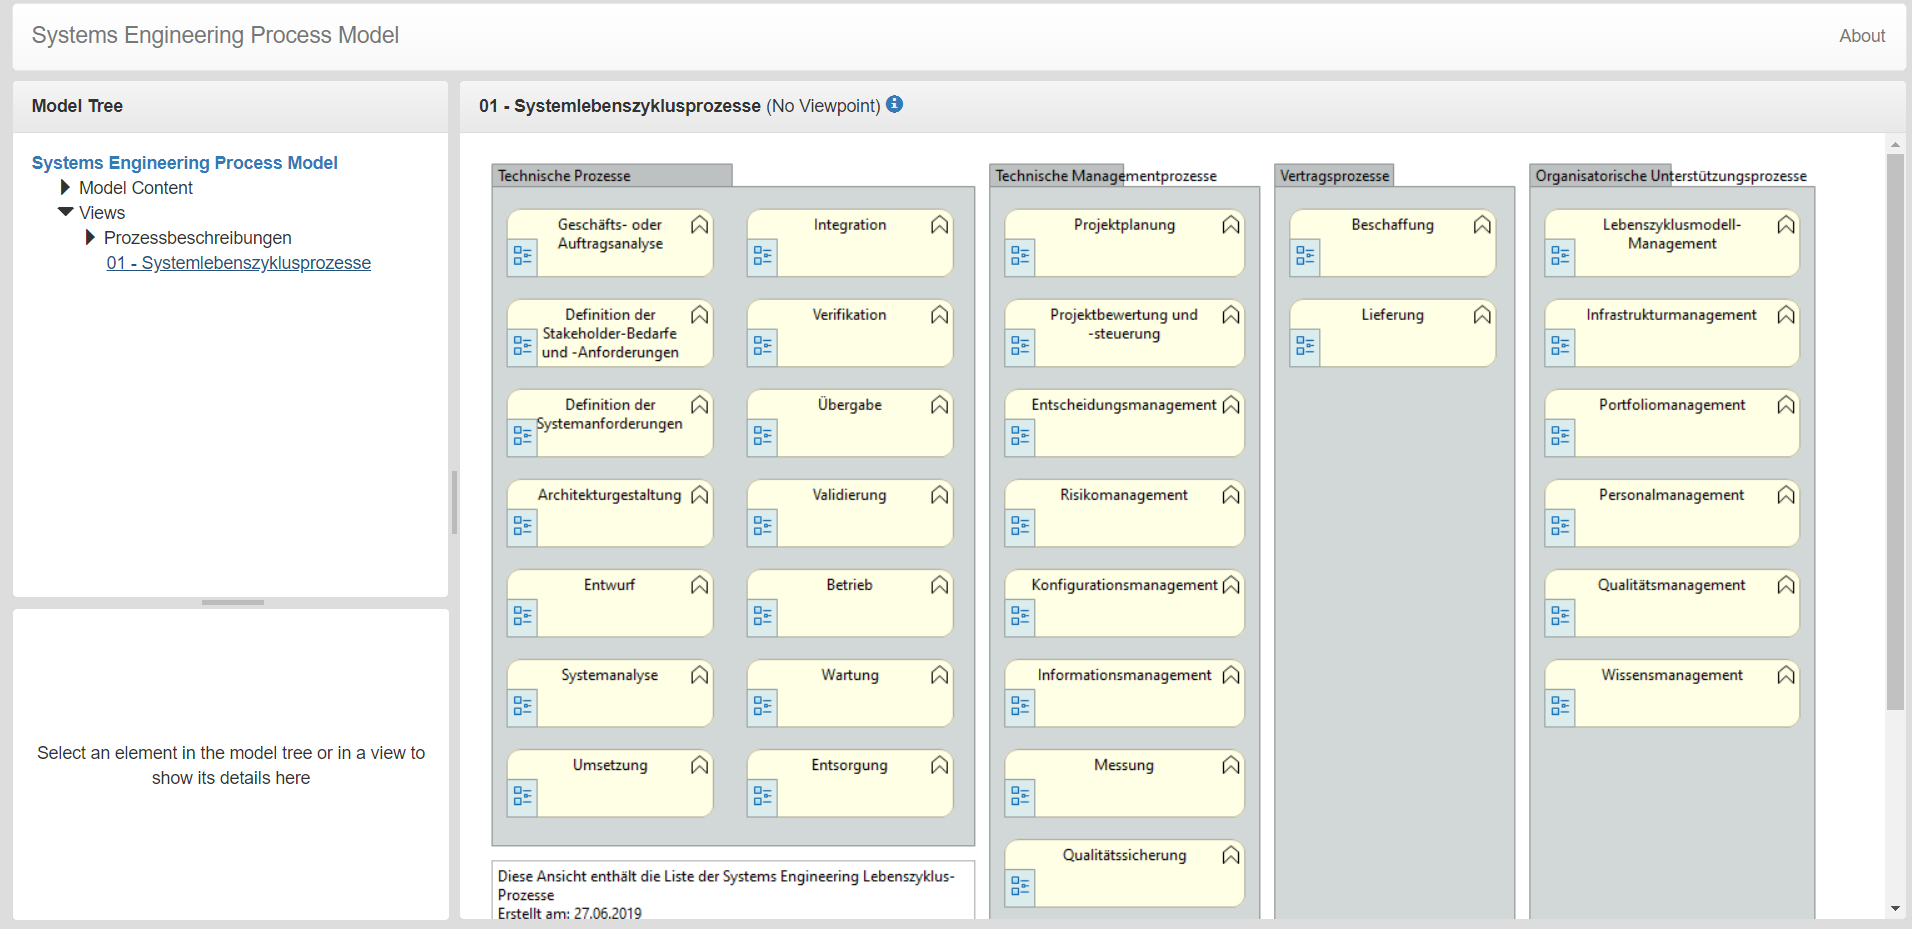 Systems Engineering Process Model
About
Model Tree
Systems Engineering Process Model
Model Content
Views
Prozessbeschreibungen
01 - Systemlebenszyklusprozesse
Select an element in the model tree or in a view to
show its details here
01 - Systemlebenszyklusprozesse (No Viewpoint)
Technische Prozesse
Geschäfts- oder
Auftragsanalyse
Definition der
Stakeholder-Bedarfe
und -Anforderungen
Definition der
Systemanforderungen
Architekturgestaltung
Entwurf
Systemanalyse
Umsetzung
Integration
Verifikation
Übergabe
Validierung
Betrieb
Wartung
Entsorgung
Diese Ansicht enthält die Liste der Systems Engineering Lebenszyklus-
Prozesse
Erstellt am: 27.06.2019
Technische Managementprozesse
Projektplanung
Projektbewertung und
-steuerung
Entscheidungsmanagement
Risikomanagement
Konfigurationsmanagement
Informationsmanagement
Messung
Qualitätssicherung
Vertragsprozesse
Beschaffung
Lieferung
Organisatorische Unterstützungsprozesse
Lebenszyklusmodell-
Management
Infrastrukturmanagement
Portfoliomanagement
Personalmanagement
Qualitätsmanagement
Wissensmanagement